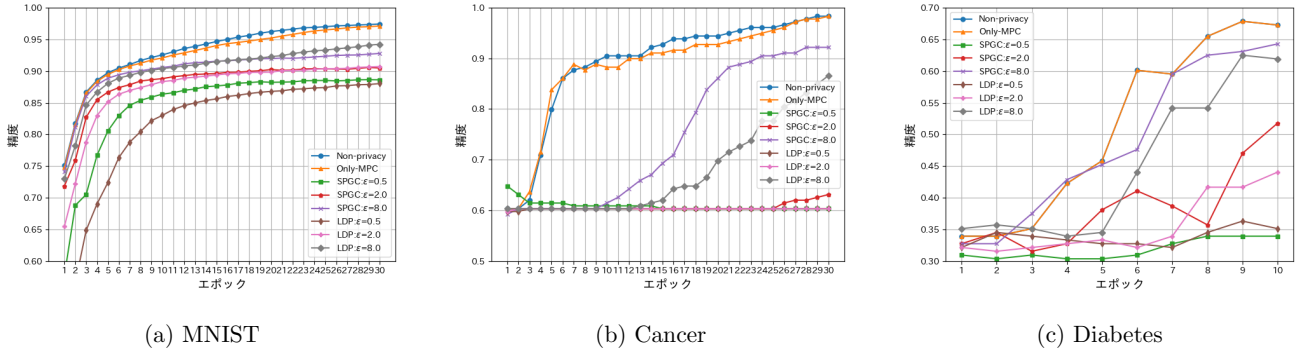 1.00
0.95
0.90
0.85
0.80
0.75
0.70
0.65
0.60
精度
1 2 3 4 5 6 7 8 9 10 11 12 13 14 15 16 17 18 19 20 21 22 23 24 25 26 27 28 29 30
エポック
Non-privacy
Only-MPC
SPGC:ε=0.5
SPGC:ε=2.0
SPGC:ε=8.0
LDP:ε=0.5
LDP:ε=2.0
LDP:ε=8.0
(a) MNIST
1.0
0.9
0.8
0.7
0.6
0.5
精度
1 2 3 4 5 6 7 8 9 10 11 12 13 14 15 16 17 18 19 20 21 22 23 24 25 26 27 28 29 30
エポック
Non-privacy
Only-MPC
SPGC:ε=0.5
SPGC:ε=2.0
SPGC:ε=8.0
LDP:ε=0.5
LDP:ε=2.0
LDP:ε=8.0
(b) Cancer
0.70
0.65
0.60
0.55
0.50
0.45
0.40
0.35
0.30
精度
1 2 3 4 5 6 7 8 9 10
エポック
Non-privacy
Only-MPC
SPGC:ε=0.5
SPGC:ε=2.0
SPGC:ε=8.0
LDP:ε=0.5
LDP:ε=2.0
LDP:ε=8.0
(c) Diabetes